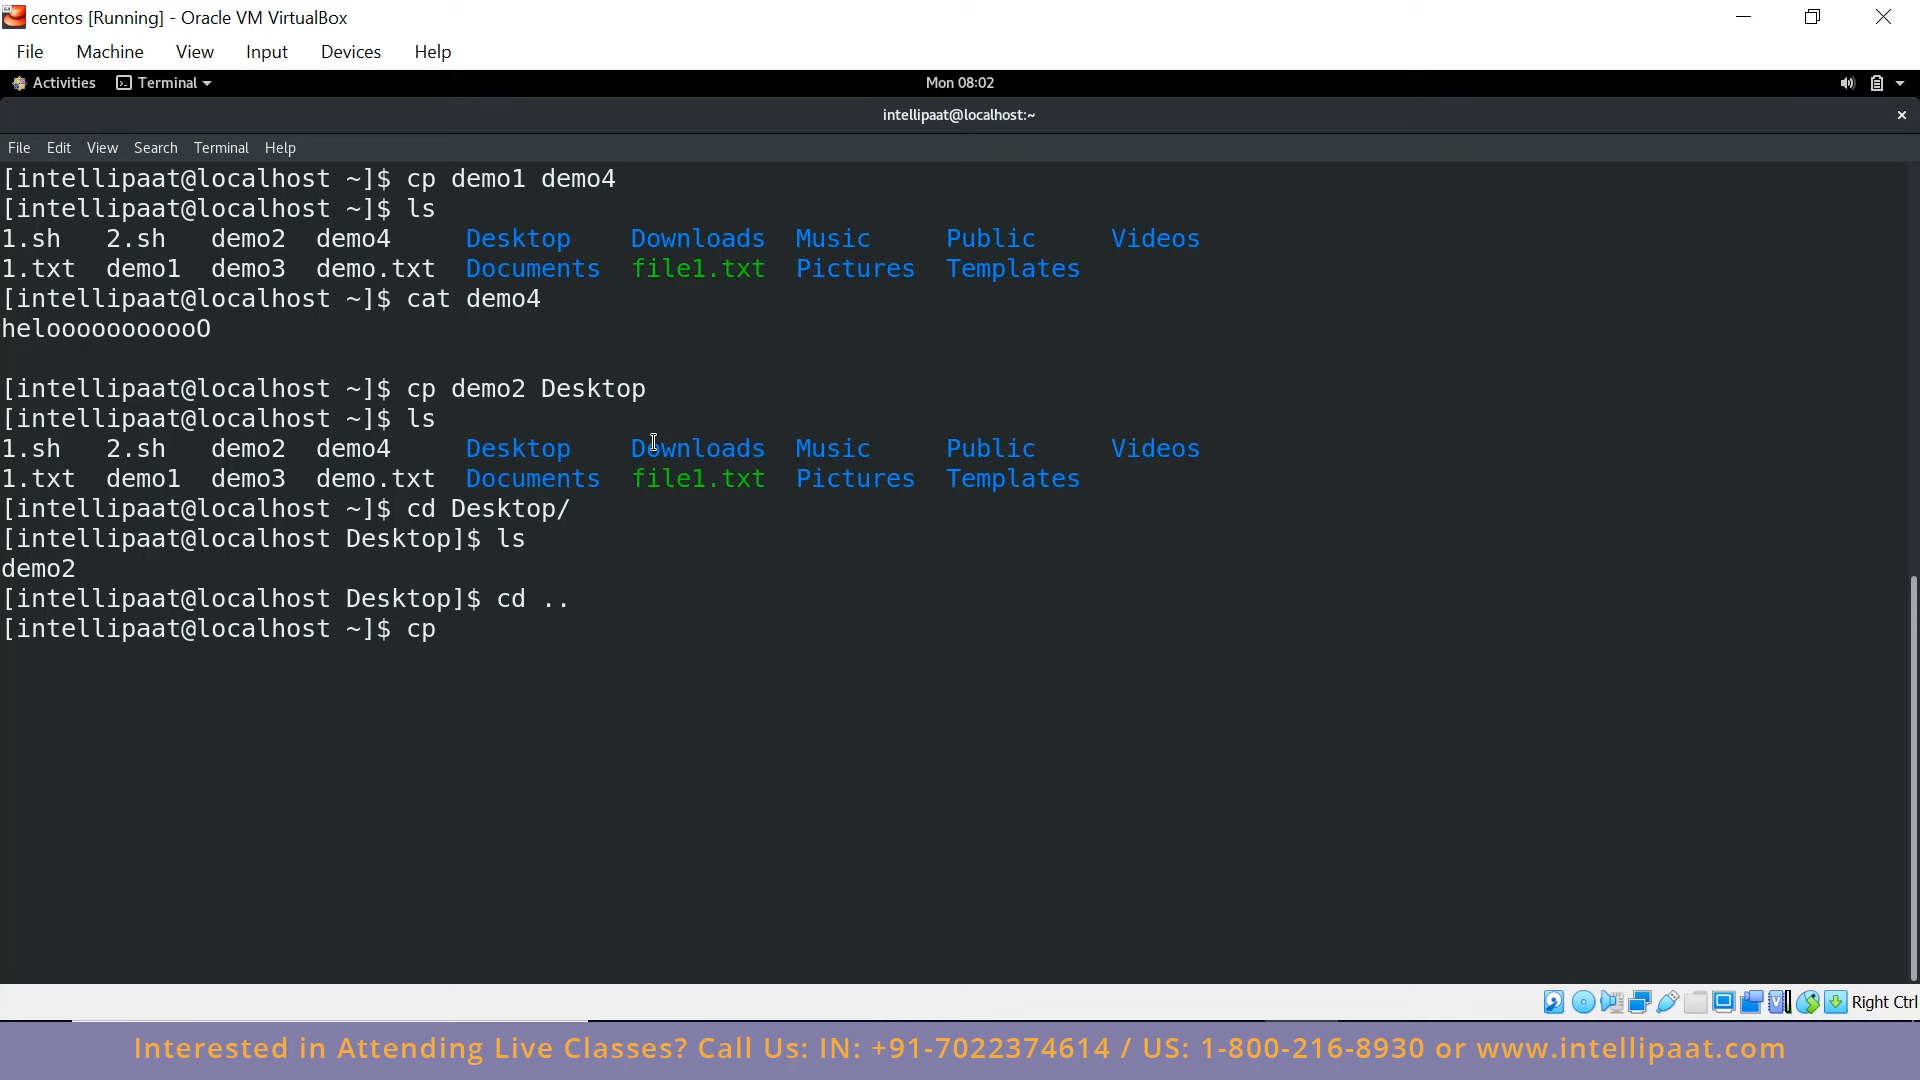 centos [Running] - Oracle VM VirtualBox
File Machine View Input Devices Help
Activities Terminal Mon 08:02
intellipaat@localhost:~
File Edit View Search Terminal Help
[intellipaat@localhost ~]$ cp demo1 demo4
[intellipaat@localhost ~]$ ls
1.sh 2.sh demo2 demo4 Desktop Downloads Music Public Videos
1.txt demo1 demo3 demo.txt Documents file1.txt Pictures Templates
[intellipaat@localhost ~]$ cat demo4
helooooooooooO
[intellipaat@localhost ~]$ cp demo2 Desktop
[intellipaat@localhost ~]$ ls
1.sh 2.sh demo2 demo4 Desktop Downloads Music Public Videos
1.txt demo1 demo3 demo.txt Documents file1.txt Pictures Templates
[intellipaat@localhost ~]$ cd Desktop/
[intellipaat@localhost Desktop]$ ls
demo2
[intellipaat@localhost Desktop]$ cd ..
[intellipaat@localhost ~]$ cp
Right Ctrl
Interested in Attending Live Classes? Call Us: IN: +91-7022374614 / US: 1-800-216-8930 or www.intellipaat.com